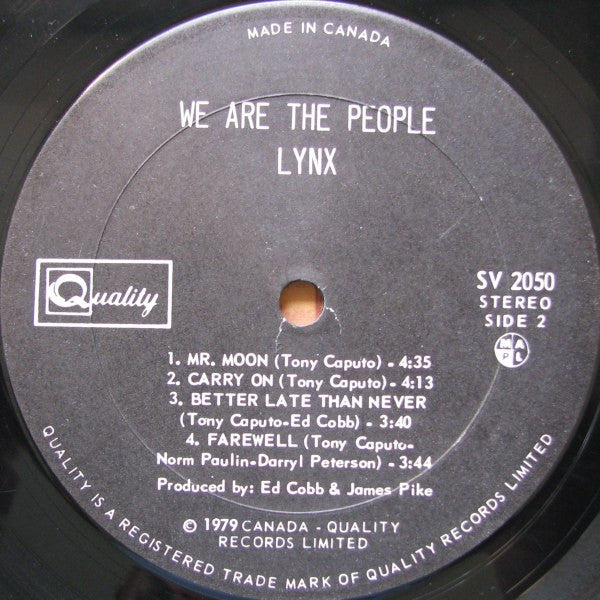 MADE IN CANADA
WE ARE THE PEOPLE
LYNX
Quality
SV 2050
STEREO
SIDE 2
M A P L
1. MR. MOON (Tony Caputo) - 4:35
2. CARRY ON (Tony Caputo) - 4:13
3. BETTER LATE THAN NEVER
(Tony Caputo-Ed Cobb) - 3:40
4. FAREWELL (Tony Caputo-
Norm Paulin-Darryl Peterson) - 3:44
Produced by: Ed Cobb & James Pike
© 1979 CANADA - QUALITY
RECORDS LIMITED
QUALITY IS A REGISTERED TRADE MARK OF QUALITY RECORDS LIMITED